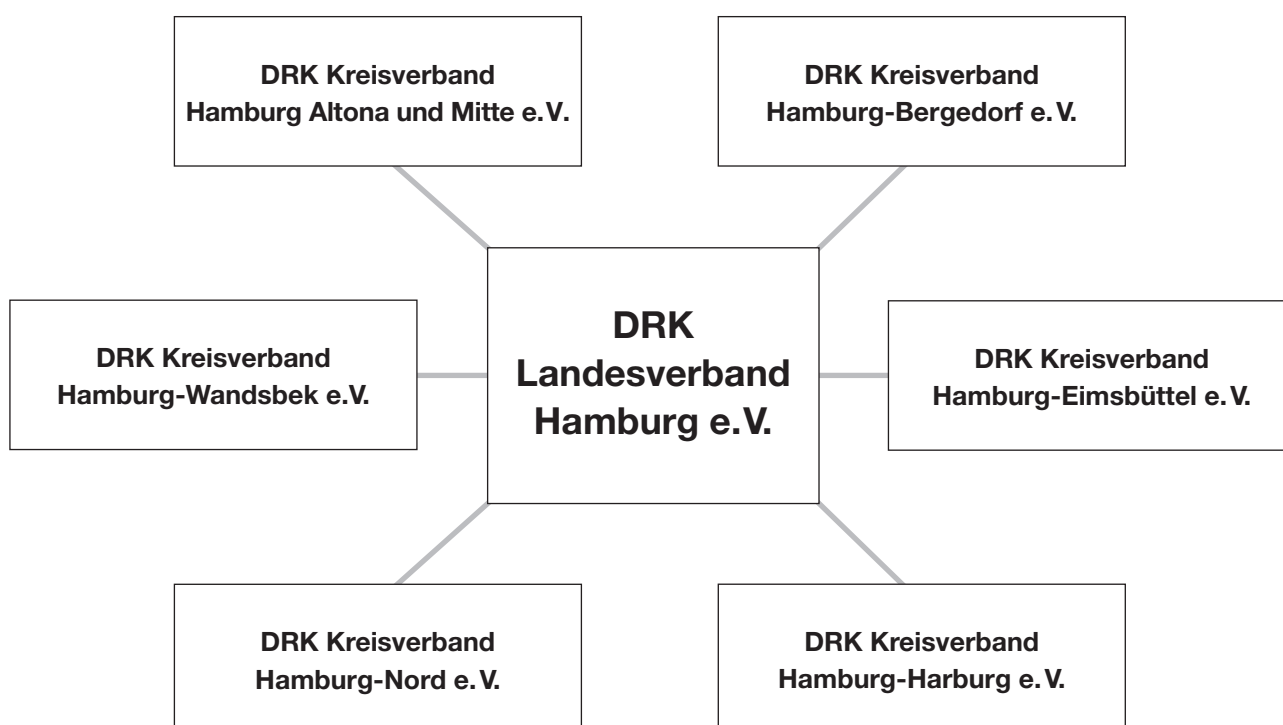 DRK Kreisverband
Hamburg Altona und Mitte e.V.
DRK Kreisverband
Hamburg-Bergedorf e.V.
DRK Kreisverband
Hamburg-Wandsbek e.V.
DRK
Landesverband
Hamburg e.V.
DRK Kreisverband
Hamburg-Eimsbüttel e.V.
DRK Kreisverband
Hamburg-Nord e.V.
DRK Kreisverband
Hamburg-Harburg e.V.